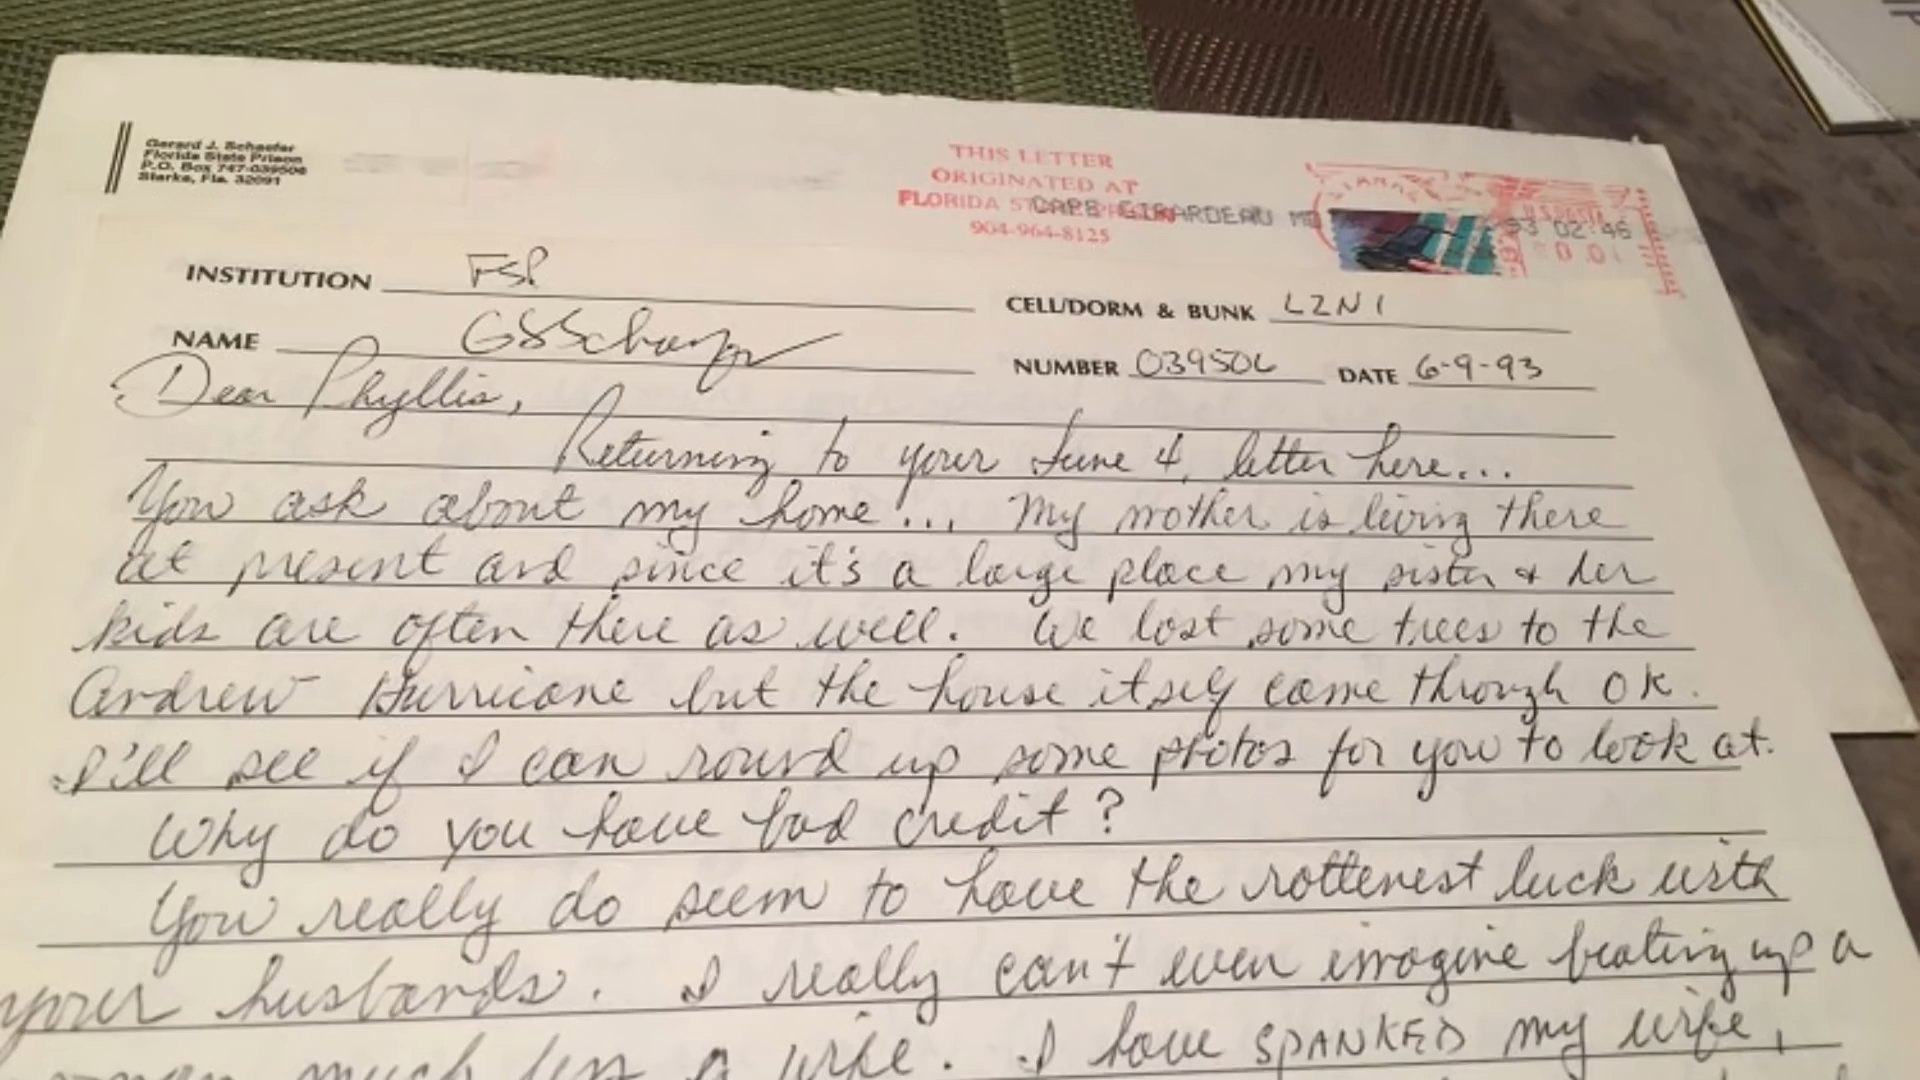 Gerard J. Schaefer
Florida State Prison
P.O. Box 747-039506
Starke, Fla. 32091
THIS LETTER
ORIGINATED AT
FLORIDA STATE PRISON
904-964-8125
CAPE GIRARDEAU MO
93 02:46
INSTITUTION FSP
CELL/DORM & BUNK L2N1
NAME GJSchaefer
NUMBER 039506 DATE 6-9-93
Dear Phyllis,
Returning to your June 4, letter here...
You ask about my home... My mother is living there
at present and since it's a large place my sister & her
kids are often there as well. We lost some trees to the
Andrew Hurricane but the house itself came through OK.
I'll see if I can round up some photos for you to look at.
Why do you have bad credit?
You really do seem to have the rottenest luck with
your husbands. I really can't even imagine beating up a
woman much less a wife. I have SPANKED my wife,